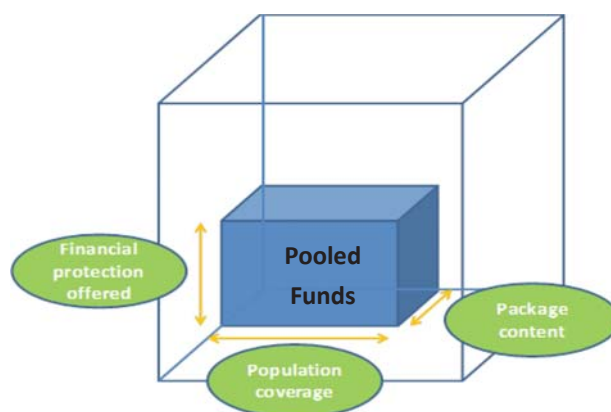 Financial
protection
offered
Pooled
Funds
Package
content
Population
coverage